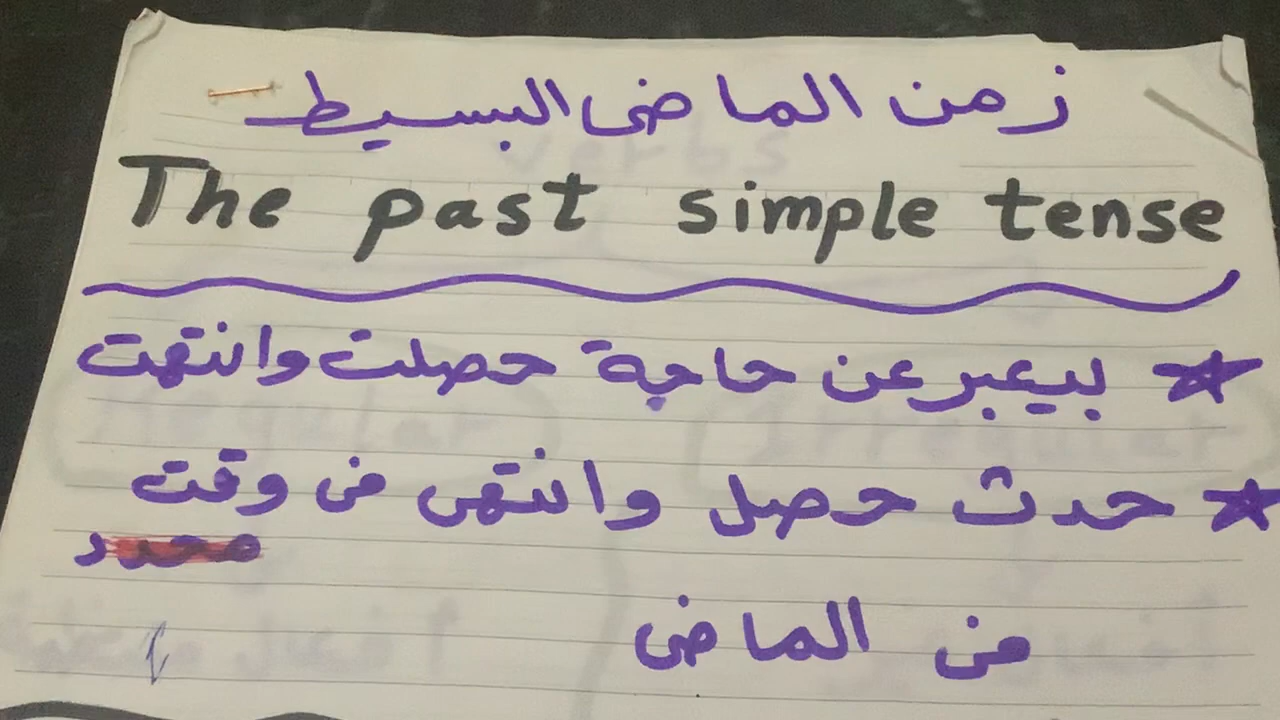 زمن الماضى البسيط
The past simple tense
بيعبر عن حاجة حصلت وانتهت
حدث حصل وانتهى فى وقت
محدد
فى الماضى